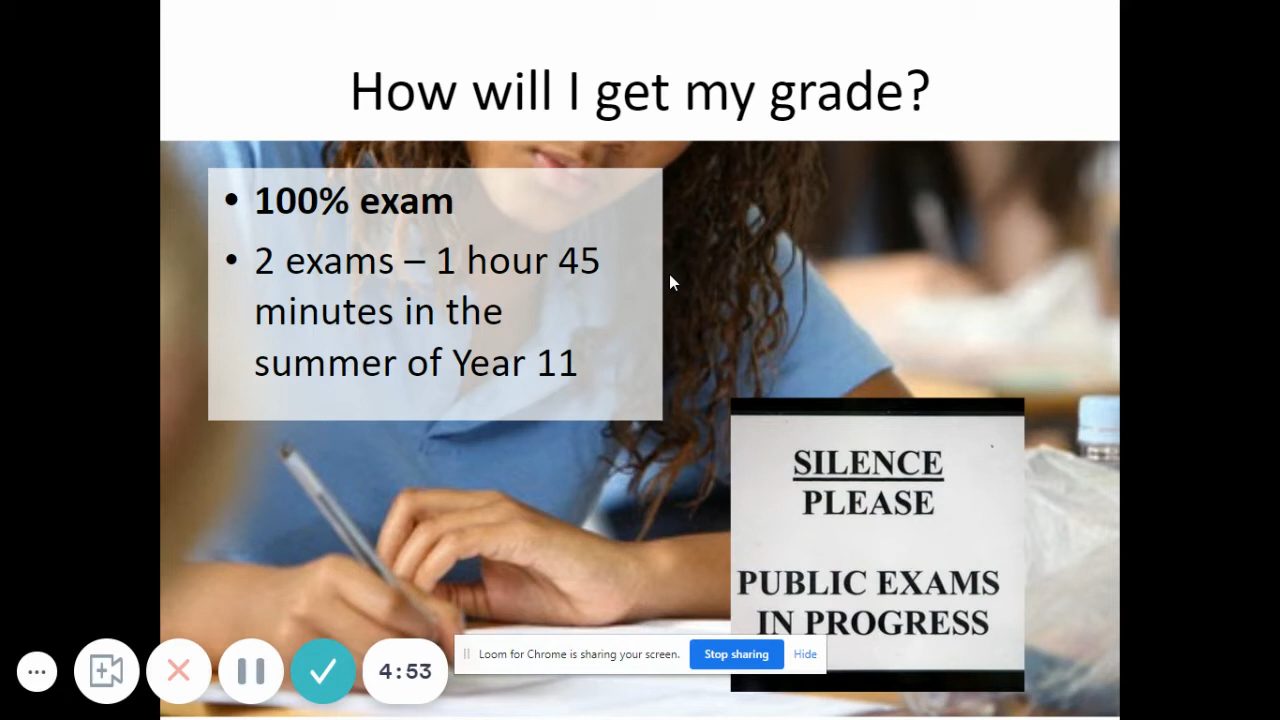 How will I get my grade?
• 100% exam
• 2 exams – 1 hour 45
minutes in the
summer of Year 11
SILENCE
PLEASE
PUBLIC EXAMS
IN PROGRESS
4:53
Loom for Chrome is sharing your screen.
Stop sharing
Hide